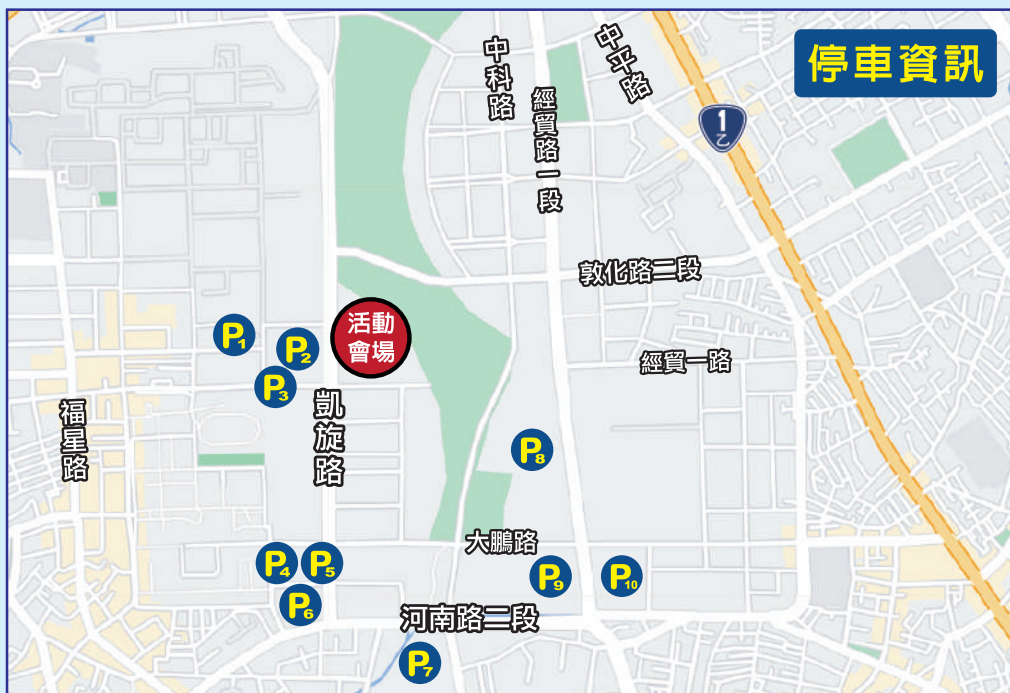 停車資訊
中科路
經貿路一段
中平路
1
乙
敦化路二段
活動
會場
P1
P2
P3
經貿一路
凱旋路
福星路
P8
大鵬路
P4
P5
P6
P9
P10
河南路二段
P7